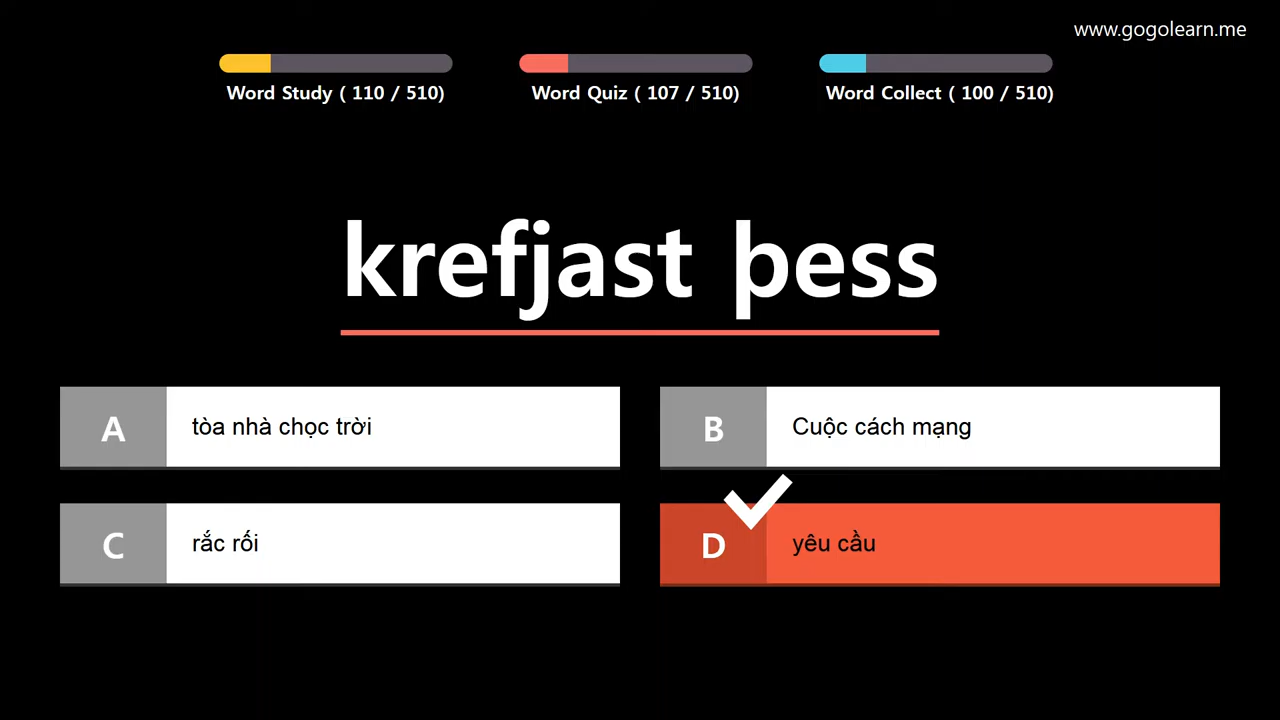 www.gogolearn.me
Word Study ( 110 / 510)
Word Quiz ( 107 / 510)
Word Collect ( 100 / 510)
krefjast þess
A
tòa nhà chọc trời
B
Cuộc cách mạng
C
rắc rối
D
yêu cầu